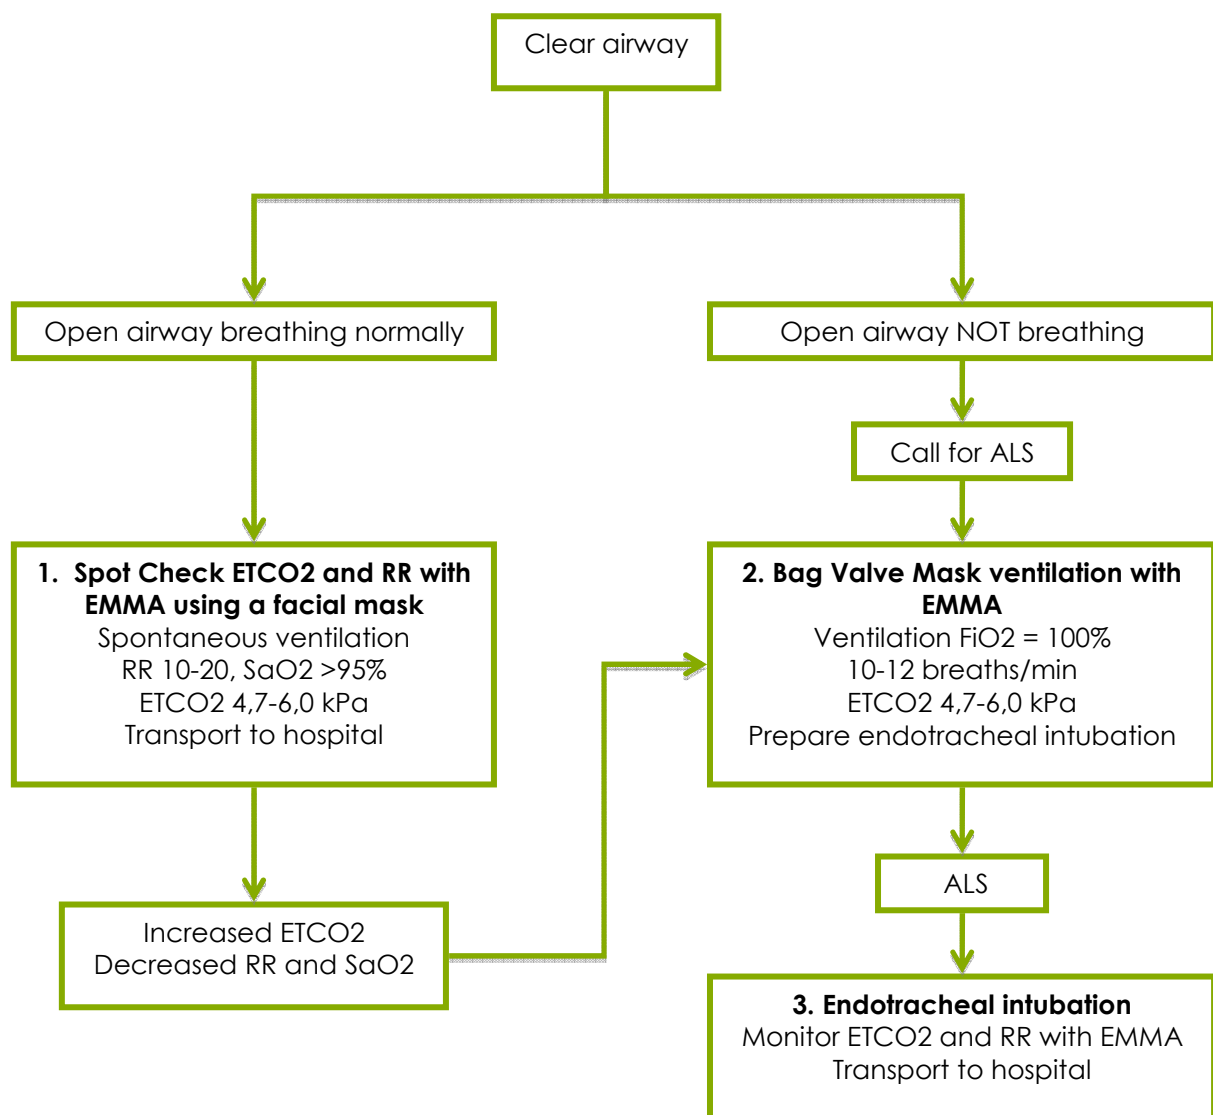 Clear airway
Open airway breathing normally
Open airway NOT breathing
Call for ALS
1. Spot Check ETCO2 and RR with
EMMA using a facial mask
Spontaneous ventilation
RR 10-20, SaO2 >95%
ETCO2 4,7-6,0 kPa
Transport to hospital
2. Bag Valve Mask ventilation with
EMMA
Ventilation FiO2 = 100%
10-12 breaths/min
ETCO2 4,7-6,0 kPa
Prepare endotracheal intubation
Increased ETCO2
Decreased RR and SaO2
ALS
3. Endotracheal intubation
Monitor ETCO2 and RR with EMMA
Transport to hospital